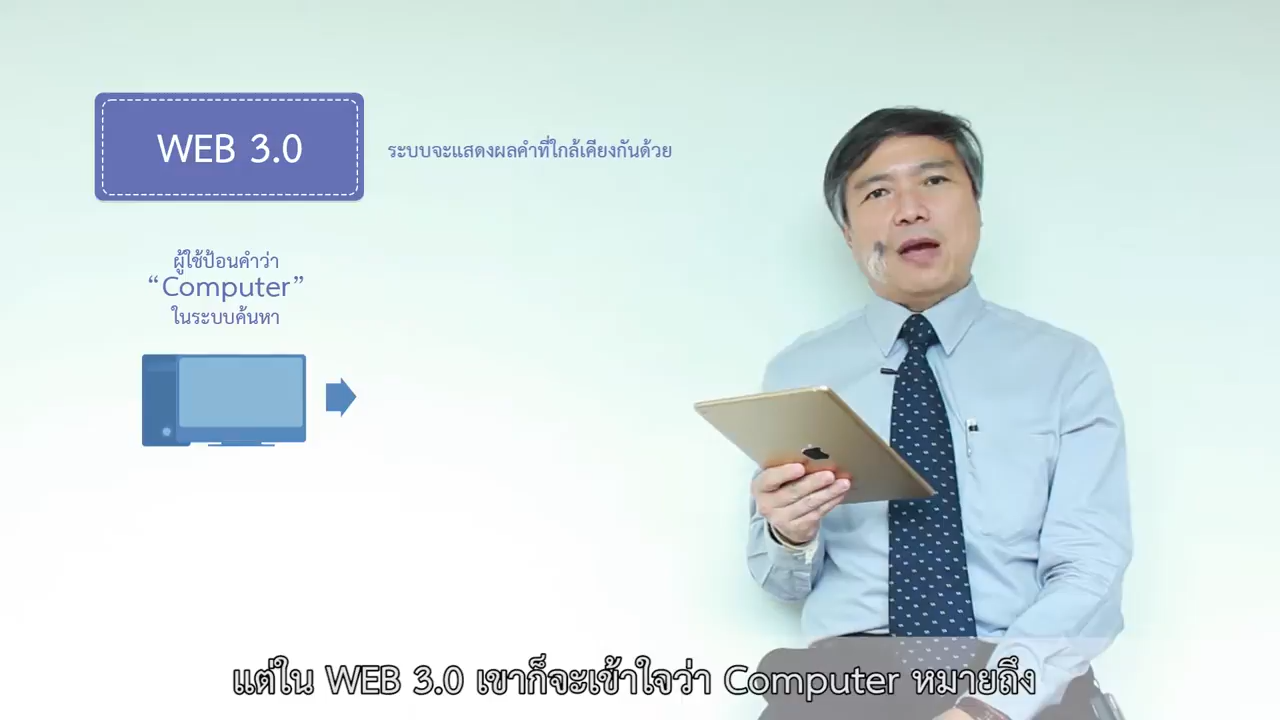 WEB 3.0
ระบบจะแสดงผลคำที่ใกล้เคียงกันด้วย
ผู้ใช้ป้อนคำว่า
“Computer”
ในระบบค้นหา
แต่ใน WEB 3.0 เขาก็จะเข้าใจว่า Computer หมายถึง